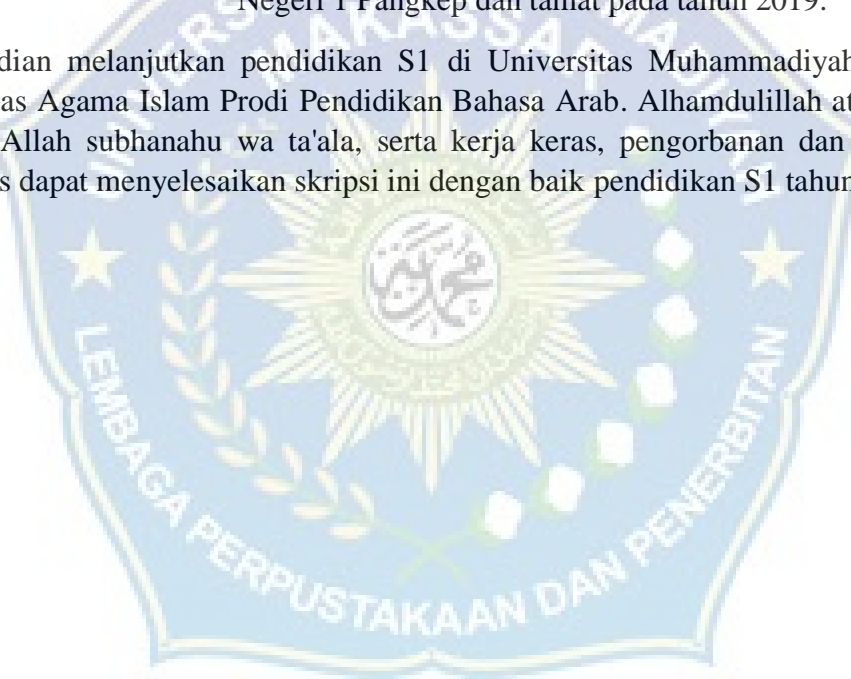 Negeri 1 Pangkep dan tamat pada tahun 2019.
dian melanjutkan pendidikan S1 di Universitas Muhammadiyah
as Agama Islam Prodi Pendidikan Bahasa Arab. Alhamdulillah at
Allah subhanahu wa ta'ala, serta kerja keras, pengorbanan dan
s dapat menyelesaikan skripsi ini dengan baik pendidikan S1 tahun
MAKASSAR
LEMBAGA PERPUSTAKAAN DAN PENERBITAN